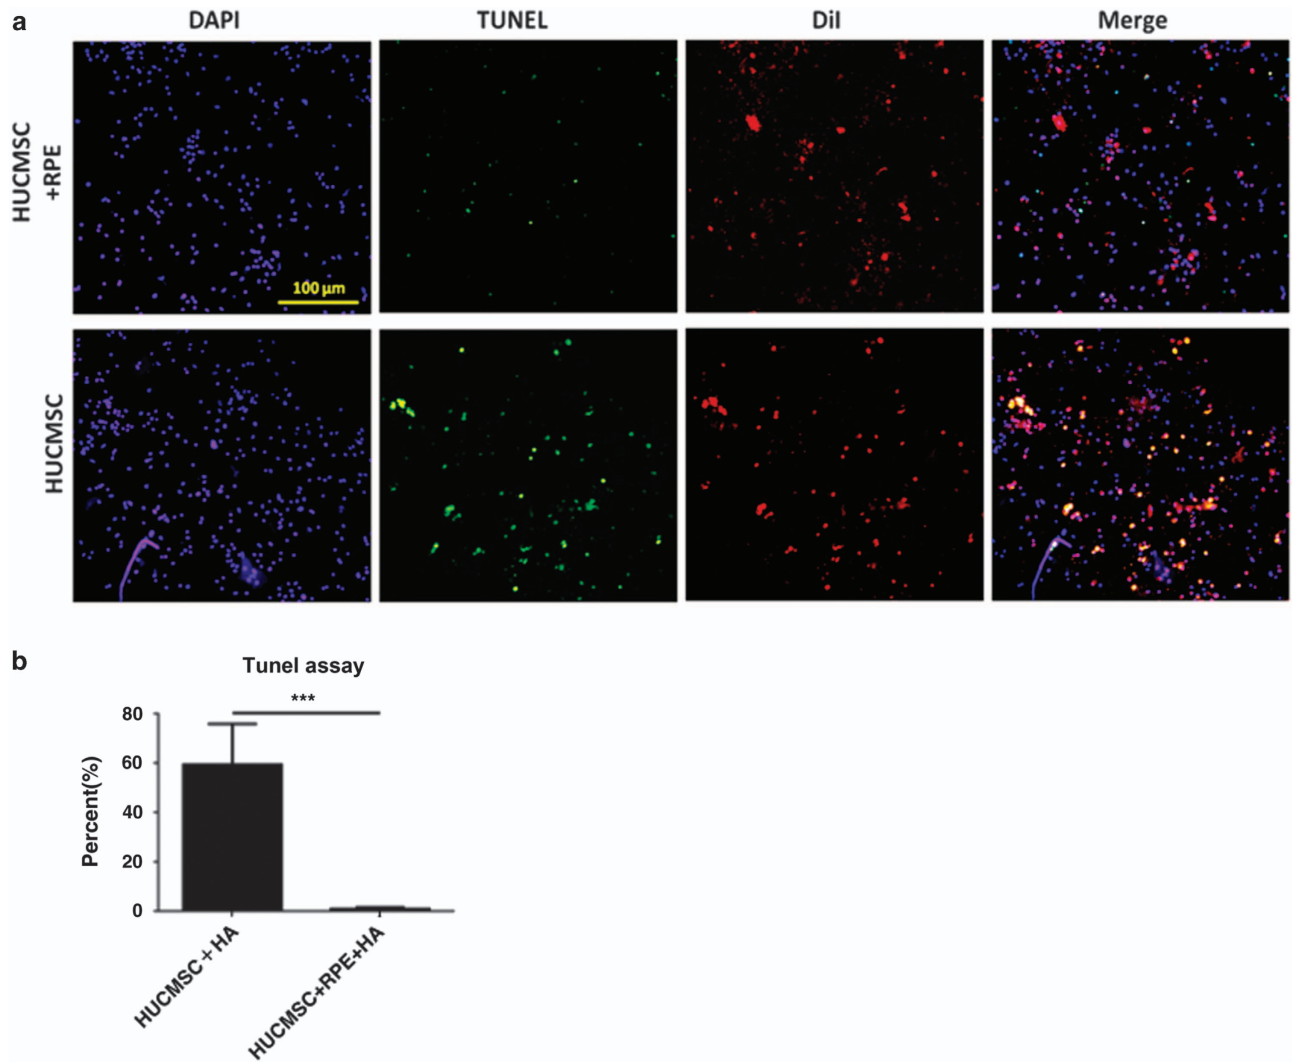 a
DAPI TUNEL DiI Merge
HUCMSC
+RPE
100 µm
HUCMSC
b
Tunel assay
***
80
60
40
20
0
Percent(%)
HUCMSC+HA
HUCMSC+RPE+HA